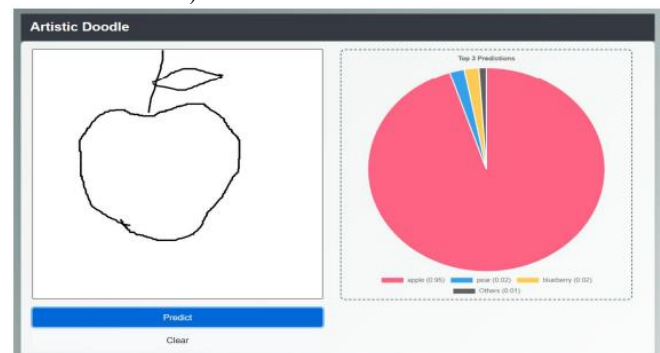 Artistic Doodle
Top 3 Predictions
apple (0.95) pear (0.02) blueberry (0.02)
Others (0.01)
Predict
Clear